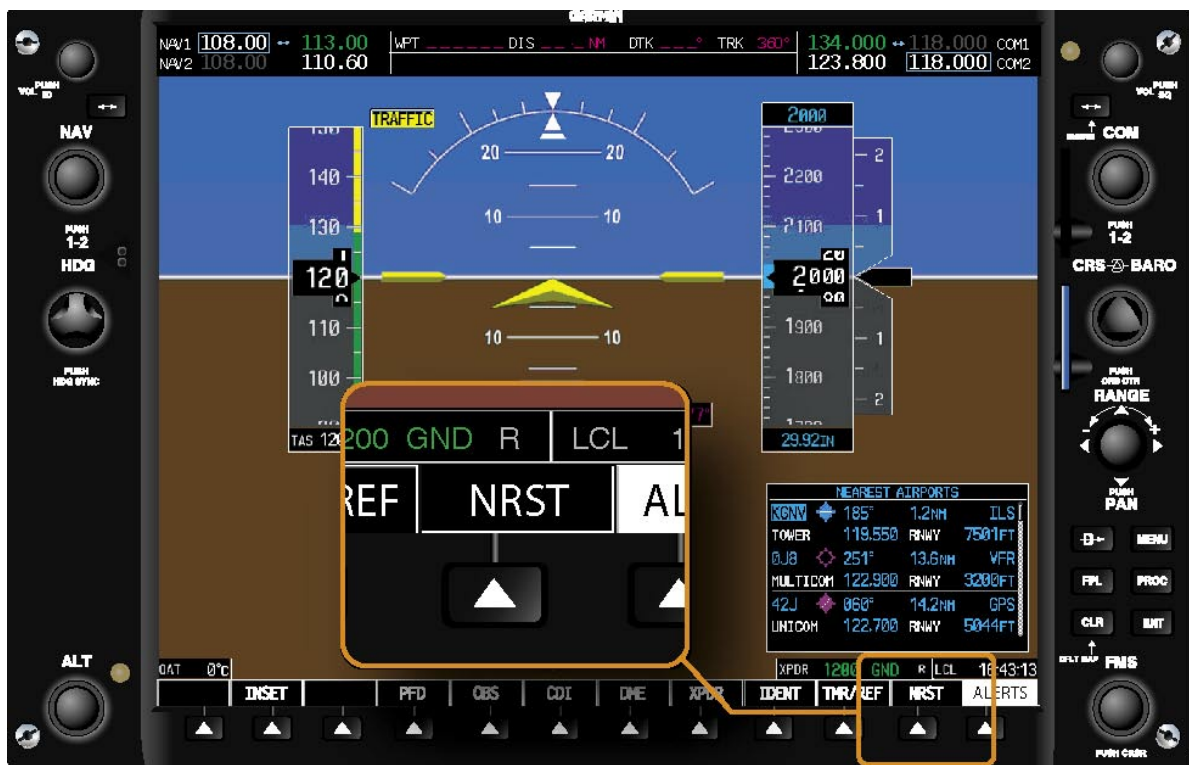 GARMIN
NAV1 108.00 ↔ 113.00 WPT ______ DIS __._ NM DTK ___° TRK 360° 134.000 ↔ 118.000 COM1
NAV2 108.00 110.60 123.800 118.000 COM2
VOL PUSH ID
VOL PUSH SQ
NAV
PUSH
1-2
HDG
PUSH
HDG SYNC
ALT
TRAFFIC
140
130
120
110
100
TAS 120
20 20
10 10
10 10
2000
2200
2100
2000
1900
1800
29.92IN
2
1
1
2
COM
PUSH
1-2
CRS BARO
PUSH
CRS CTR
RANGE
- +
PUSH
PAN
D MENU
FPL PROC
CLR ENT
DFLT MAP FMS
PUSH CRSR
200 GND R LCL 1
REF NRST AL
NEAREST AIRPORTS
KGNV 185° 1.2NM ILS
TOWER 119.550 RNWY 7501FT
0J8 251° 13.6NM VFR
MULTICOM 122.900 RNWY 3200FT
42J 060° 14.2NM GPS
UNICOM 122.700 RNWY 5044FT
OAT 0°C XPDR 1200 GND R LCL 16:43:13
INSET PFD OBS CDI DME XPDR IDENT TMR/REF NRST ALERTS